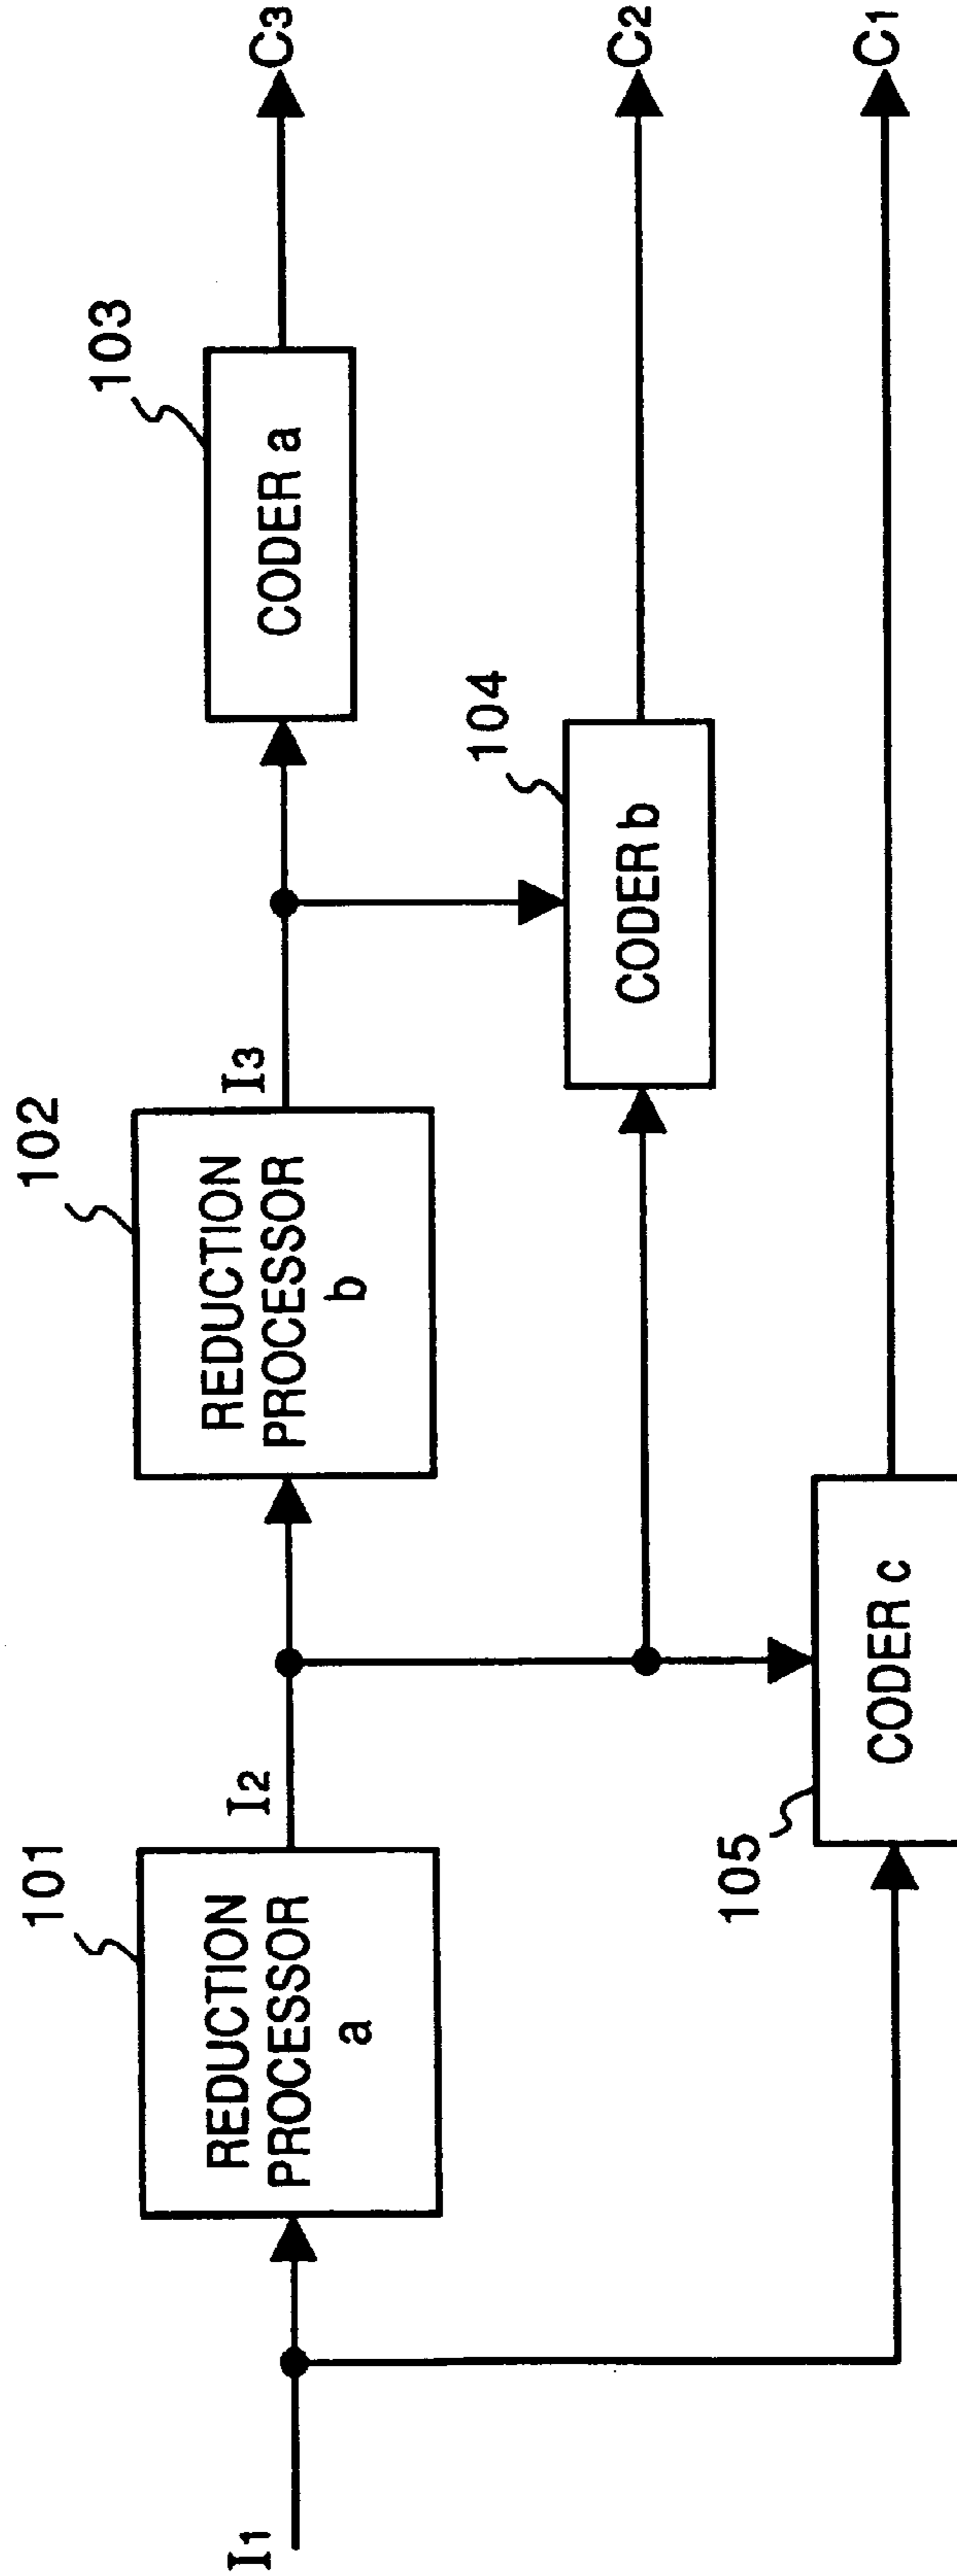 I1
101
REDUCTION
PROCESSOR
a
I2
102
REDUCTION
PROCESSOR
b
I3
103
CODER a
C3
104
CODER b
C2
105
CODER c
C1